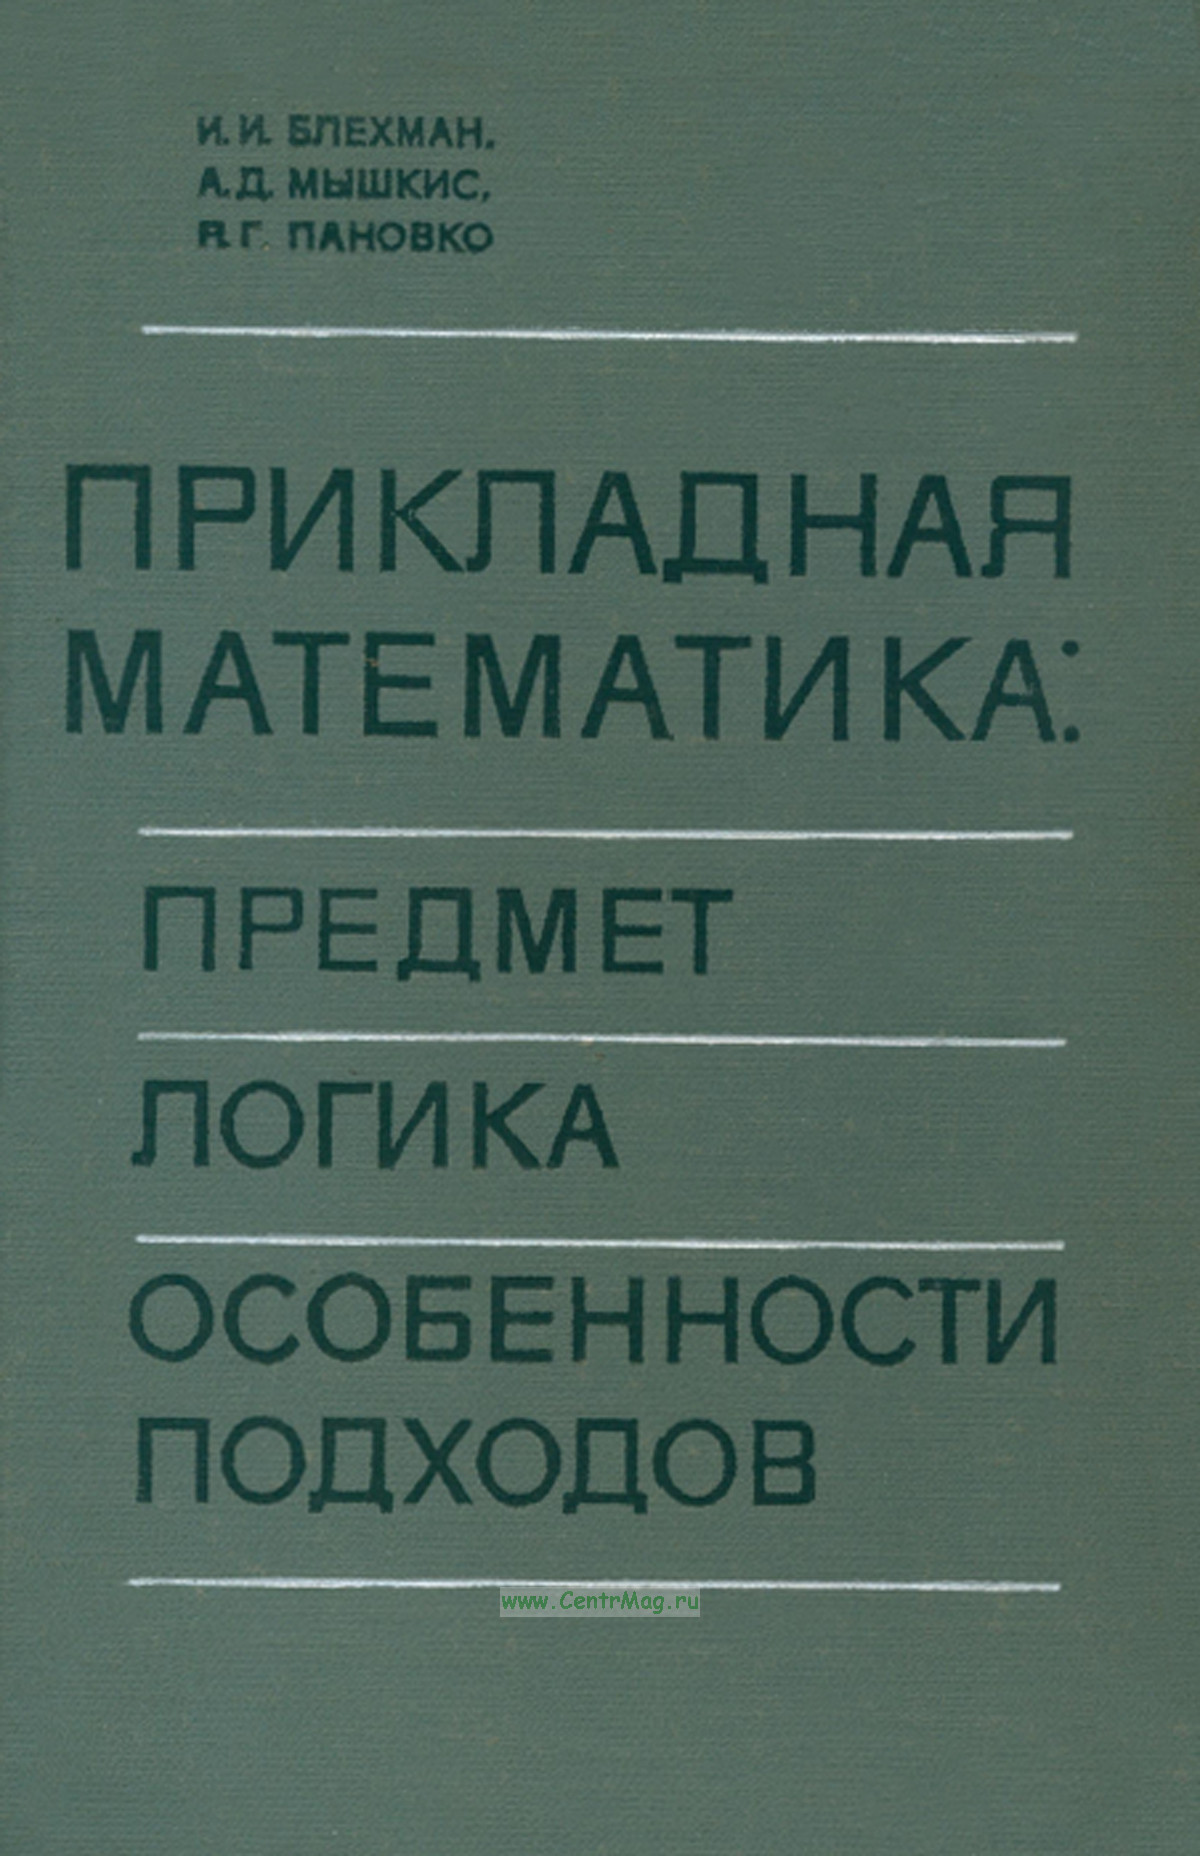 И. И. БЛЕХМАН,
А. Д. МЫШКИС,
Я. Г. ПАНОВКО
ПРИКЛАДНАЯ
МАТЕМАТИКА:
ПРЕДМЕТ
ЛОГИКА
ОСОБЕННОСТИ
ПОДХОДОВ
www.CentrMag.ru